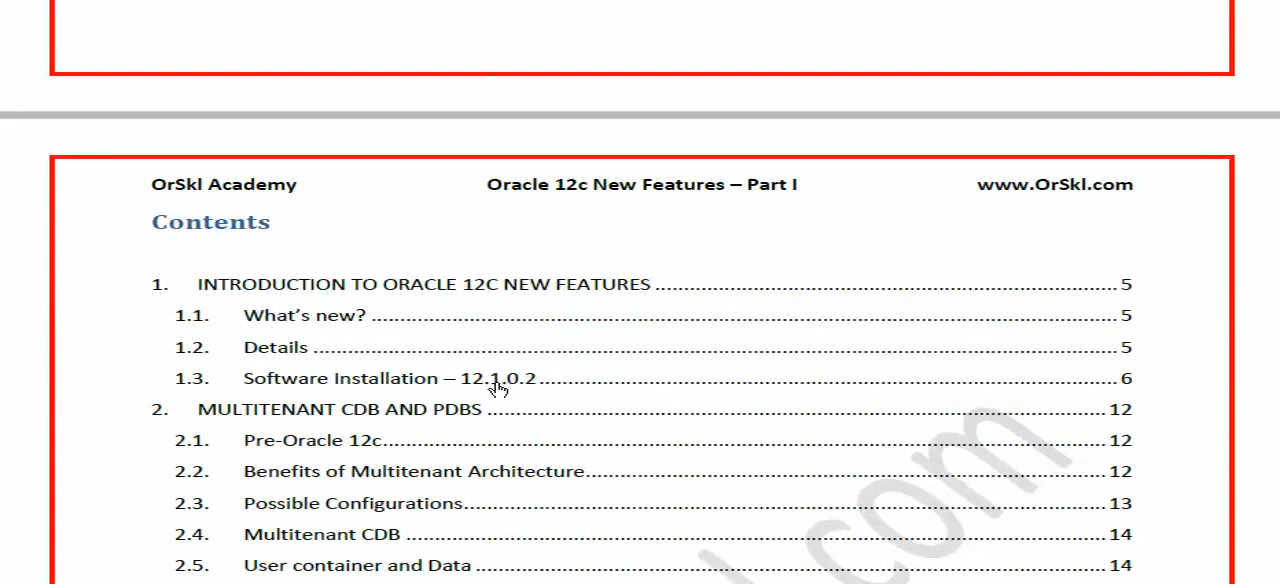 OrSkl Academy Oracle 12c New Features – Part I www.OrSkl.com
Contents
1. INTRODUCTION TO ORACLE 12C NEW FEATURES 5
1.1. What's new? 5
1.2. Details 5
1.3. Software Installation – 12.1.0.2 6
2. MULTITENANT CDB AND PDBS 12
2.1. Pre-Oracle 12c 12
2.2. Benefits of Multitenant Architecture 12
2.3. Possible Configurations 13
2.4. Multitenant CDB 14
2.5. User container and Data 14
l.com